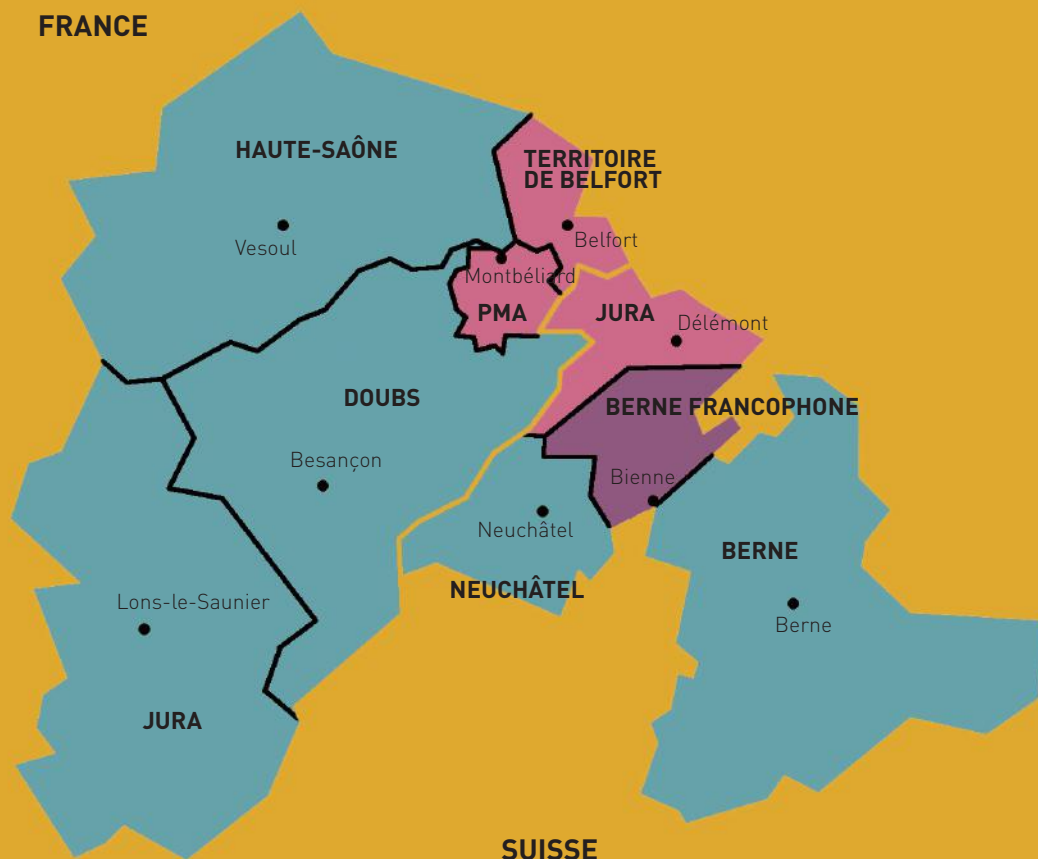 FRANCE
HAUTE-SAÔNE
TERRITOIRE
DE BELFORT
Vesoul
Belfort
Montbéliard
PMA
JURA
Délémont
DOUBS
BERNE FRANCOPHONE
Besançon
Bienne
Neuchâtel
BERNE
NEUCHÂTEL
Lons-le-Saunier
Berne
JURA
SUISSE